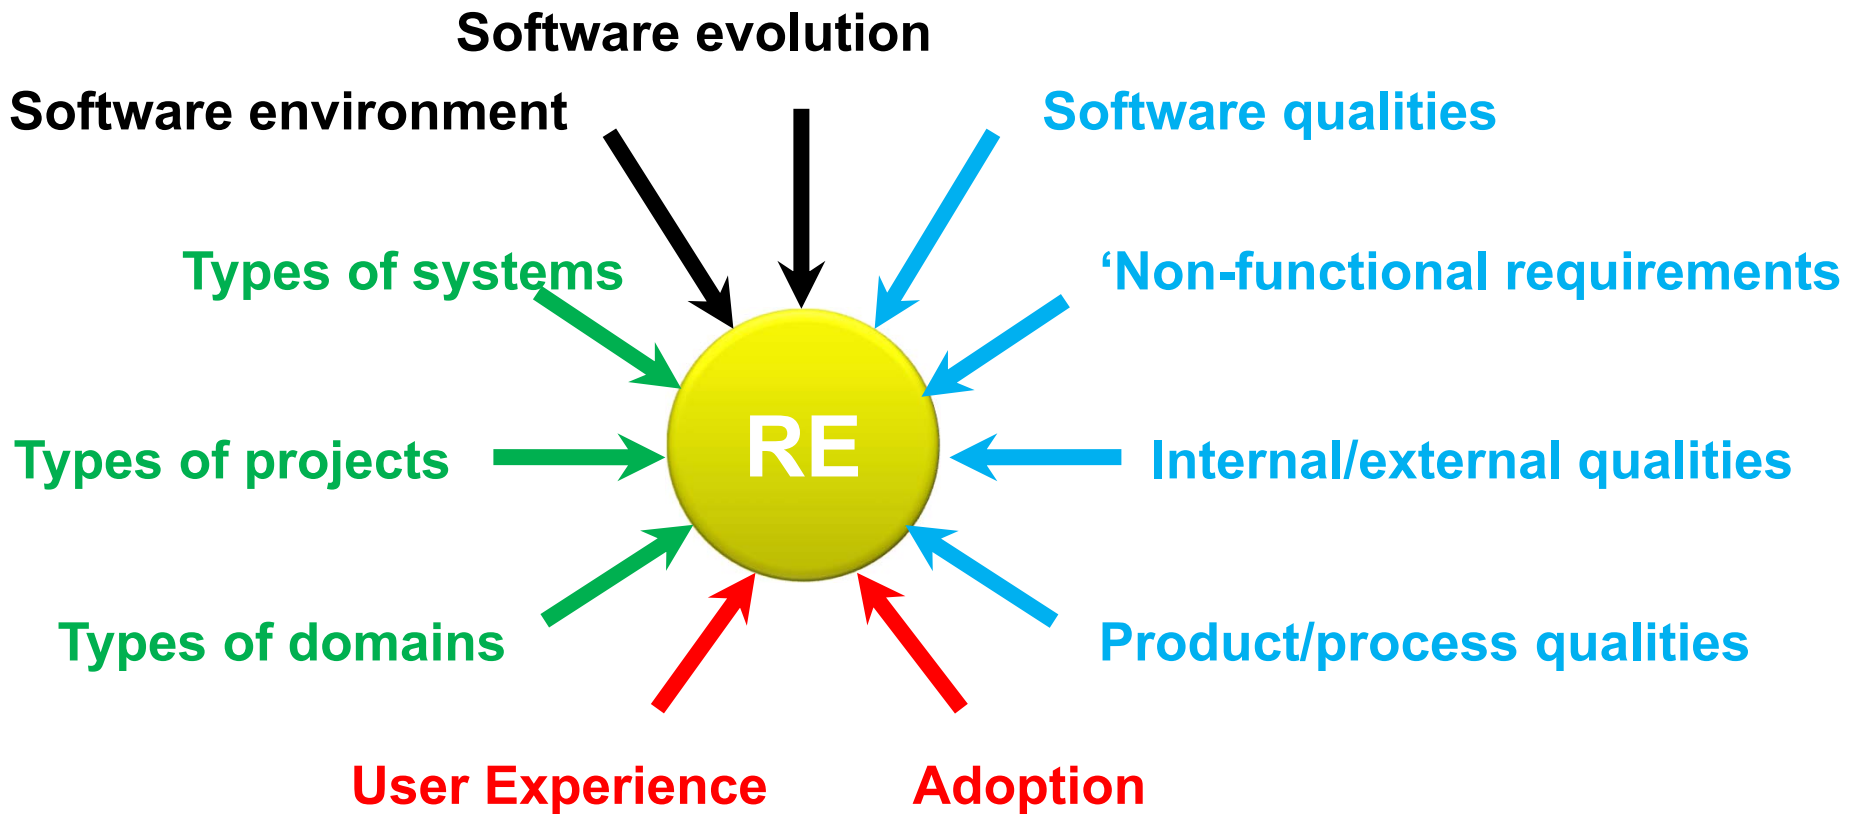 Software evolution
Software environment
Software qualities
Types of systems
‘Non-functional requirements
RE
Types of projects
Internal/external qualities
Types of domains
Product/process qualities
User Experience
Adoption